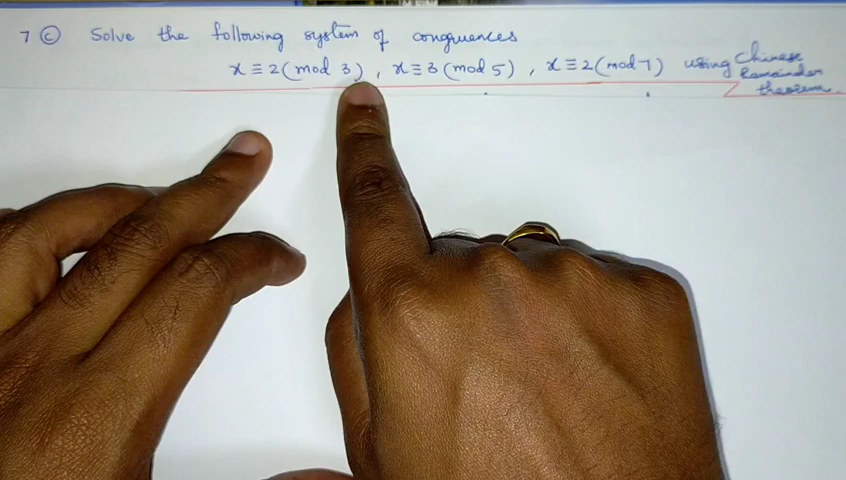 7 ⓒ Solve the following system of congruences
x ≡ 2 (mod 3), x ≡ 3 (mod 5), x ≡ 2 (mod 7) using Chinese
Remainder
theorem.